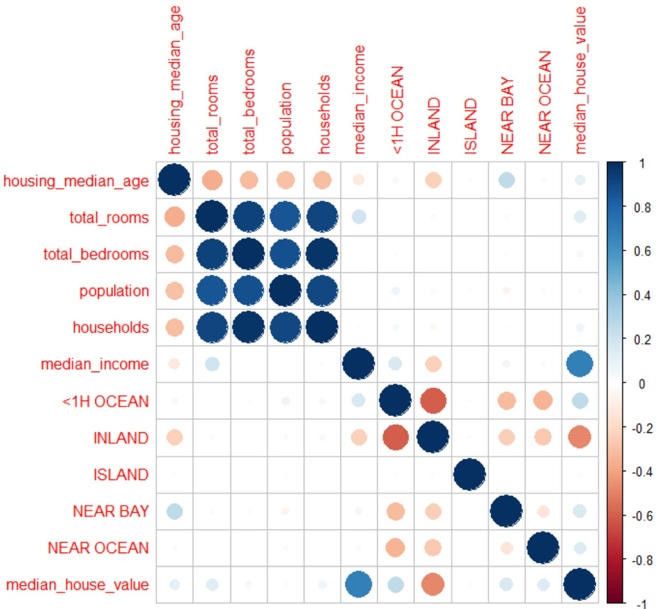 housing_median_age
total_rooms
total_bedrooms
population
households
median_income
<1H OCEAN
INLAND
ISLAND
NEAR BAY
NEAR OCEAN
median_house_value
housing_median_age
total_rooms
total_bedrooms
population
households
median_income
<1H OCEAN
INLAND
ISLAND
NEAR BAY
NEAR OCEAN
median_house_value
1
0.8
0.6
0.4
0.2
0
-0.2
-0.4
-0.6
-0.8
-1